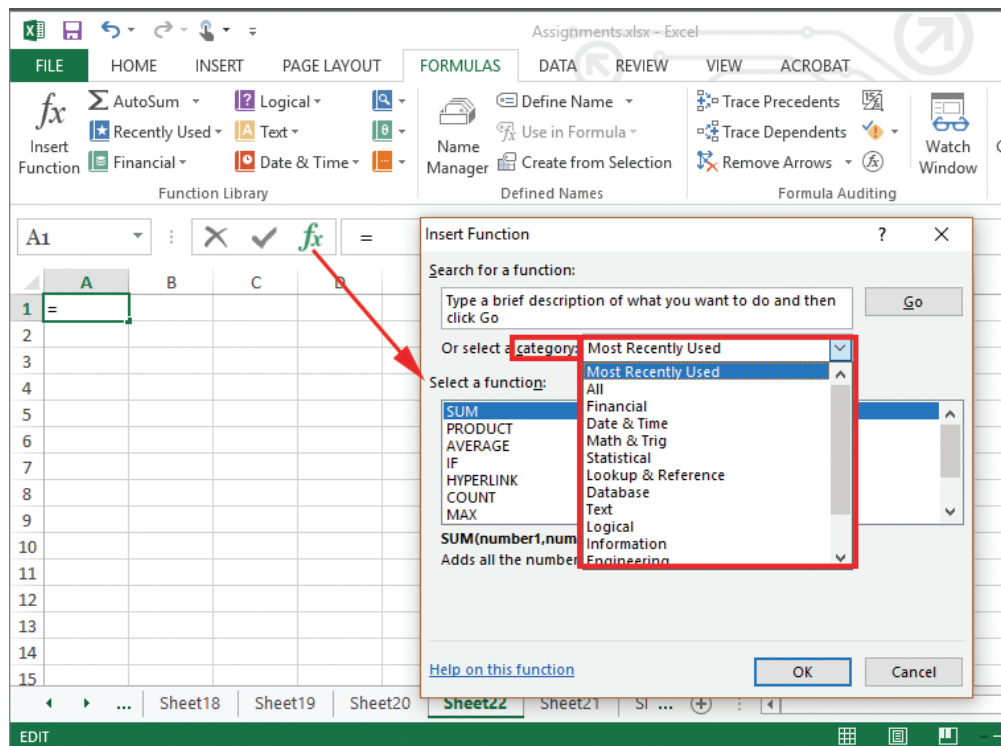 Assignments.xlsx - Excel
FILE HOME INSERT PAGE LAYOUT FORMULAS DATA REVIEW VIEW ACROBAT
fx Insert Function
Σ AutoSum
Recently Used
Financial
? Logical
A Text
Date & Time
θ
Function Library
Name Manager
Define Name
fx Use in Formula
Create from Selection
Defined Names
Trace Precedents
Trace Dependents
Remove Arrows
fx
Formula Auditing
Watch Window
A1 fx =
A B C D
1 =
2
3
4
5
6
7
8
9
10
11
12
13
14
15
Insert Function ?
Search for a function:
Type a brief description of what you want to do and then
click Go
Go
Or select a category: Most Recently Used
Most Recently Used
All
Financial
Date & Time
Math & Trig
Statistical
Lookup & Reference
Database
Text
Logical
Information
Engineering
Select a function:
SUM
PRODUCT
AVERAGE
IF
HYPERLINK
COUNT
MAX
SUM(number1,num
Adds all the number
Help on this function
OK Cancel
... Sheet18 Sheet19 Sheet20 Sheet22 Sheet21 Sl ...
EDIT